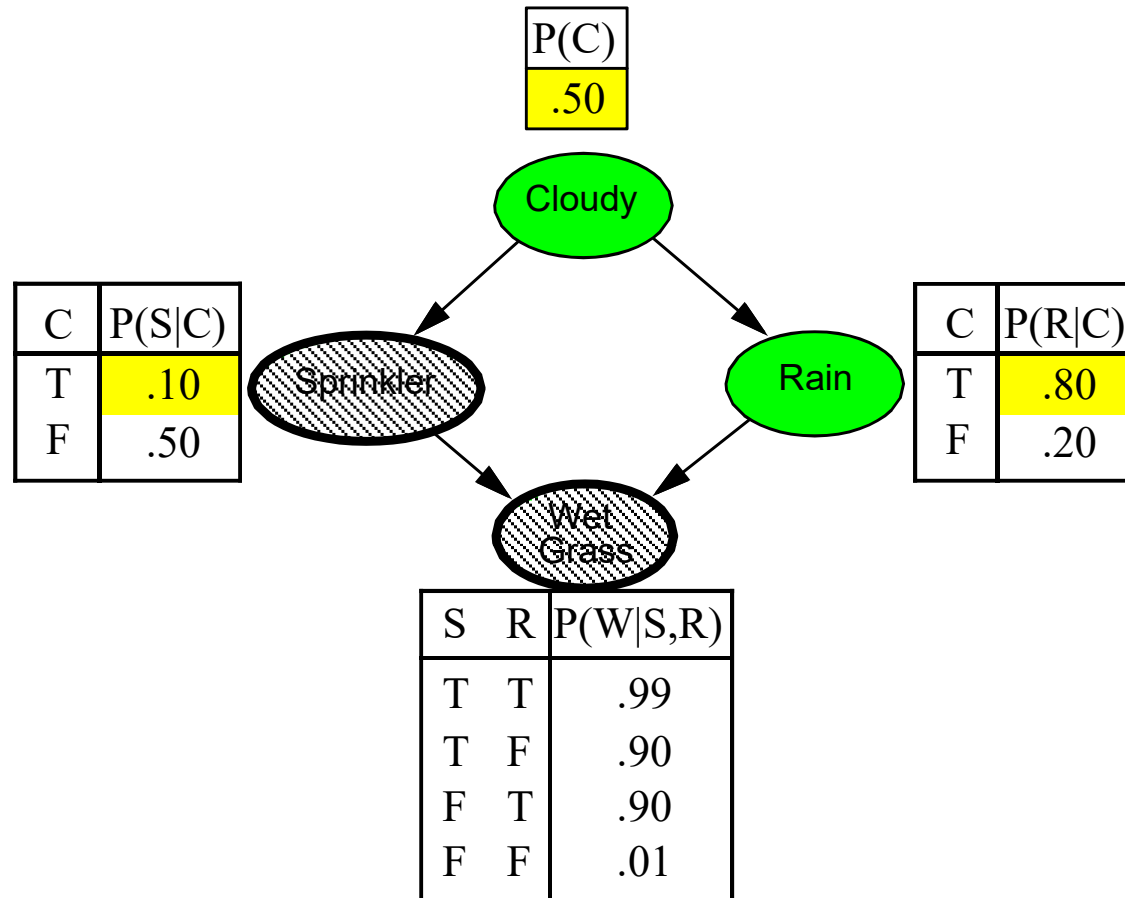 P(C)
.50
Cloudy
C P(S|C)
T .10
F .50
Sprinkler
Rain
C P(R|C)
T .80
F .20
Wet
Grass
S R P(W|S,R)
T T .99
T F .90
F T .90
F F .01